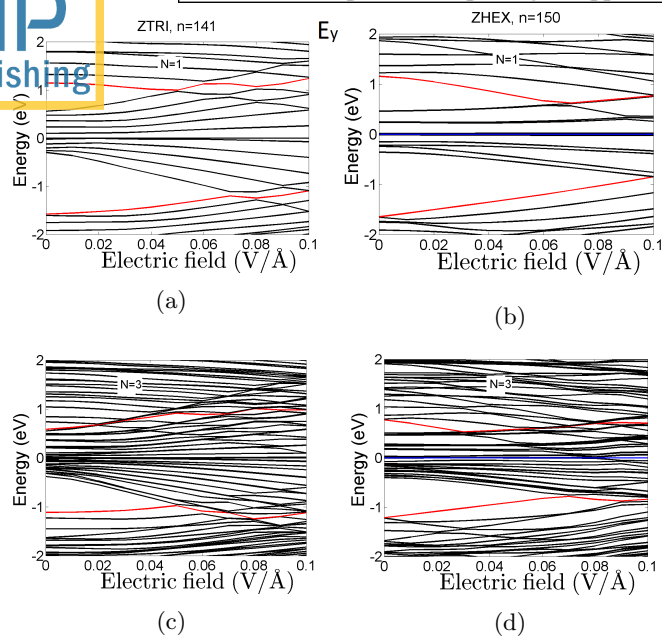 ZTRI, n=141
E_y
ZHEX, n=150
IP
ishing
2
1
0
-1
-2
Energy (eV)
N=1
0 0.02 0.04 0.06 0.08 0.1
Electric field (V/Å)
(a)
2
1
0
-1
-2
Energy (eV)
N=1
0 0.02 0.04 0.06 0.08 0.1
Electric field (V/Å)
(b)
2
1
0
-1
-2
Energy (eV)
N=3
0 0.02 0.04 0.06 0.08 0.1
Electric field (V/Å)
(c)
2
1
0
-1
-2
Energy (eV)
N=3
0 0.02 0.04 0.06 0.08 0.1
Electric field (V/Å)
(d)